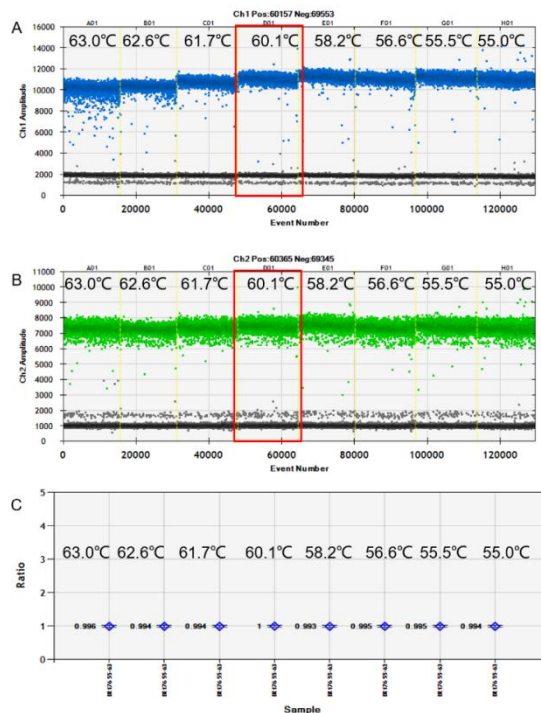 A
Ch1 Pos:60157 Neg:69553
A01 B01 C01 D01 E01 F01 G01 H01
63.0℃ 62.6℃ 61.7℃ 60.1℃ 58.2℃ 56.6℃ 55.5℃ 55.0℃
Ch1 Amplitude
16000
14000
12000
10000
8000
6000
4000
2000
0
0 20000 40000 60000 80000 100000 120000
Event Number
B
Ch2 Pos:60365 Neg:69345
A01 B01 C01 D01 E01 F01 G01 H01
63.0℃ 62.6℃ 61.7℃ 60.1℃ 58.2℃ 56.6℃ 55.5℃ 55.0℃
Ch2 Amplitude
11000
10000
9000
8000
7000
6000
5000
4000
3000
2000
1000
0
0 20000 40000 60000 80000 100000 120000
Event Number
C
63.0℃ 62.6℃ 61.7℃ 60.1℃ 58.2℃ 56.6℃ 55.5℃ 55.0℃
Ratio
5
4
3
2
1
0
0.996 0.994 0.994 1 0.993 0.995 0.995 0.994
Sample